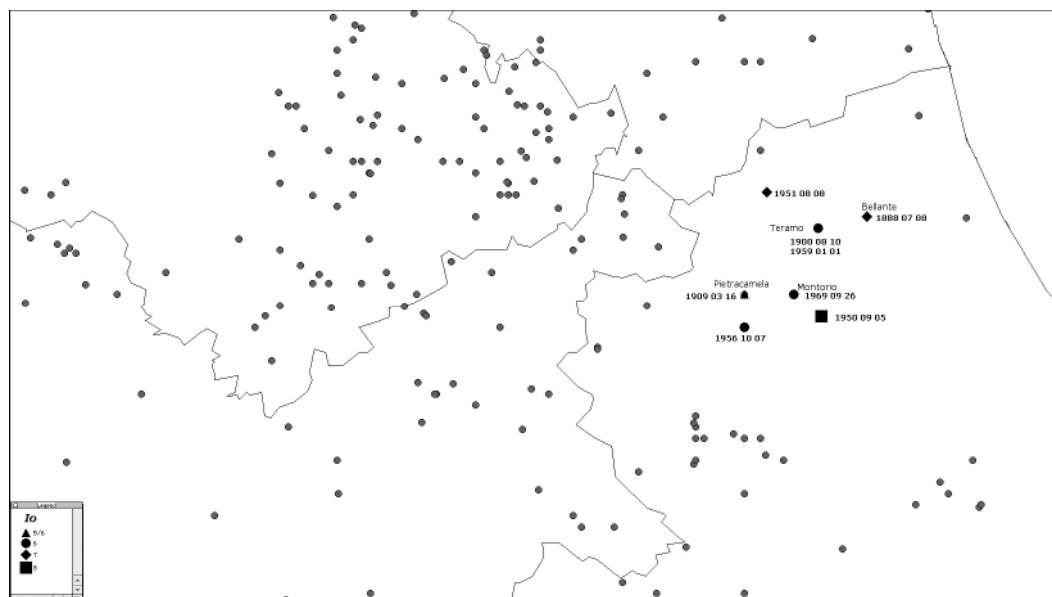 1951 08 08
Bellante
1888 07 08
Teramo
1900 08 10
1959 01 01
Pietracamela
Montorio
1909 03 16
1969 09 26
1950 09 05
1956 10 07
Legend
Io
5/6
6
7
8